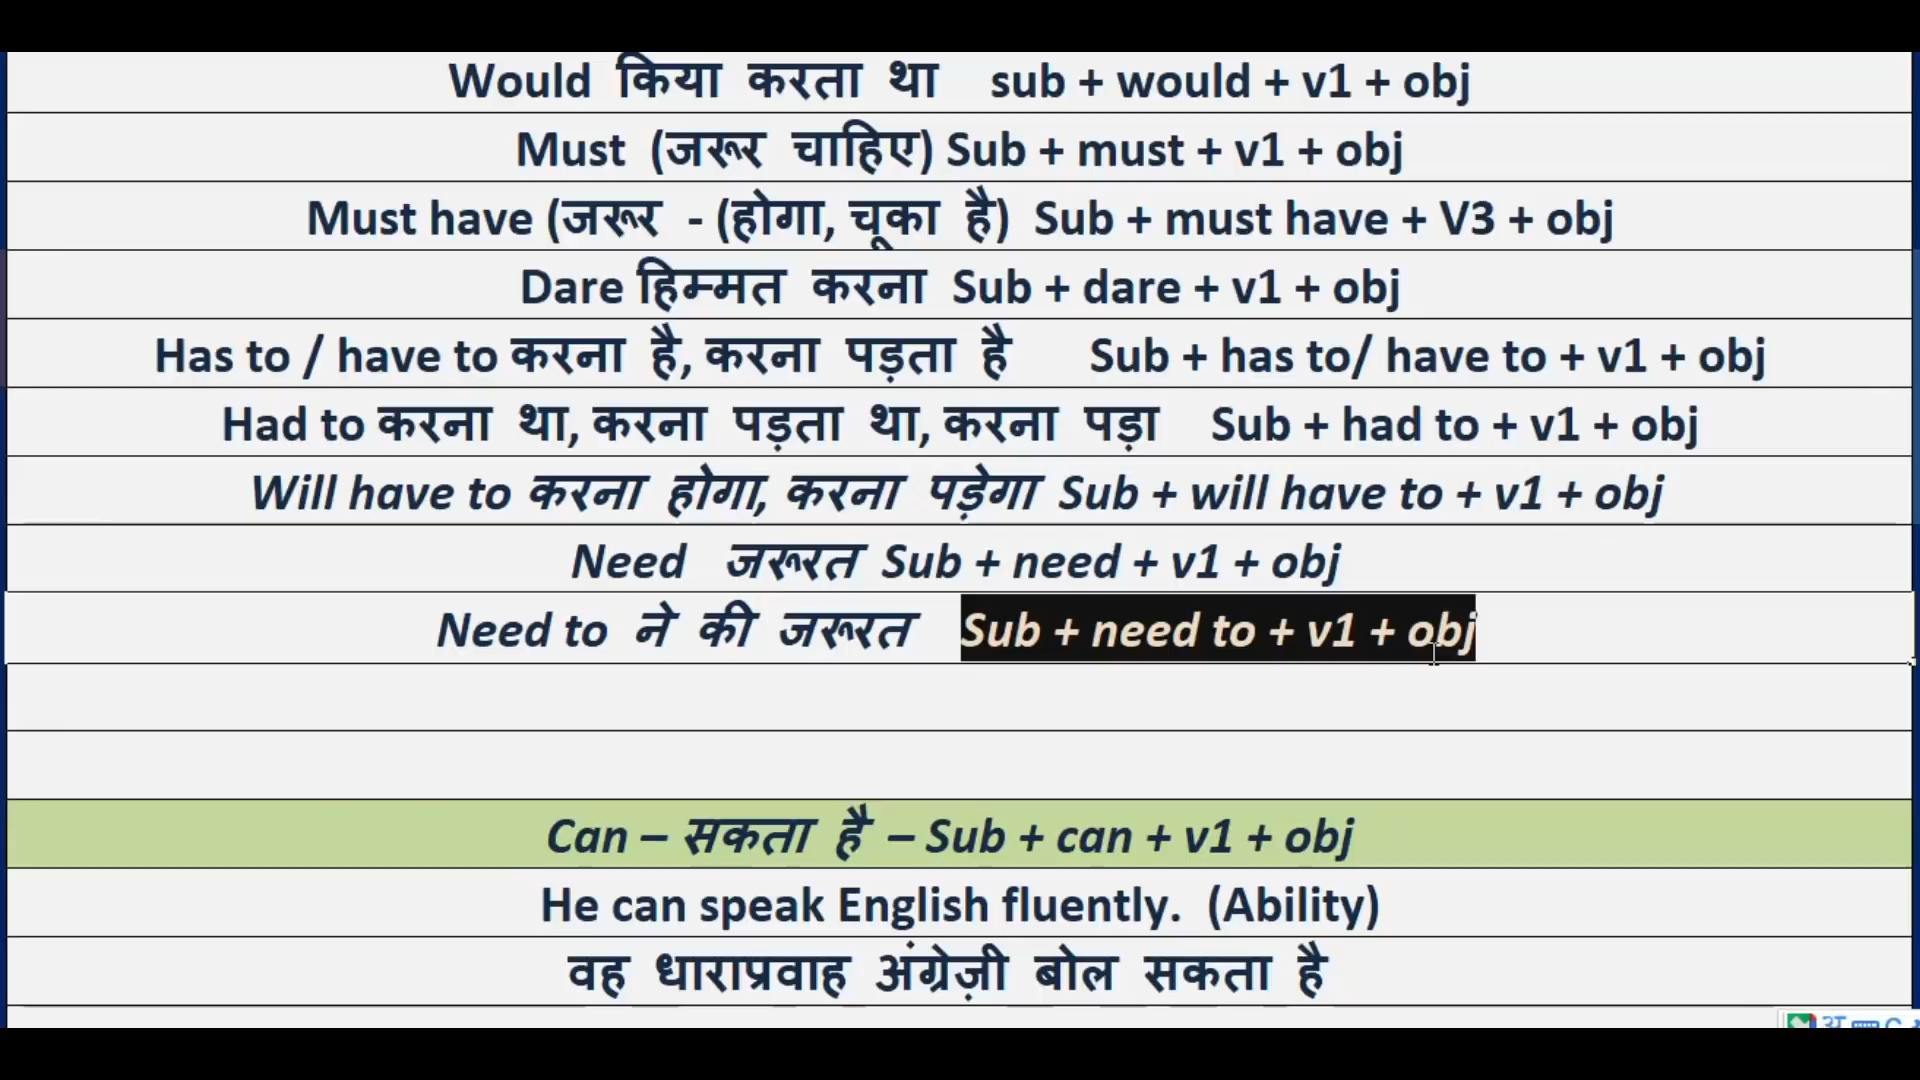 Would किया करता था sub + would + v1 + obj
Must (जरूर चाहिए) Sub + must + v1 + obj
Must have (जरूर - (होगा, चूका है) Sub + must have + V3 + obj
Dare हिम्मत करना Sub + dare + v1 + obj
Has to / have to करना है, करना पड़ता है Sub + has to/ have to + v1 + obj
Had to करना था, करना पड़ता था, करना पड़ा Sub + had to + v1 + obj
Will have to करना होगा, करना पड़ेगा Sub + will have to + v1 + obj
Need जरूरत Sub + need + v1 + obj
Need to ने की जरूरत Sub + need to + v1 + obj
Can – सकता है – Sub + can + v1 + obj
He can speak English fluently. (Ability)
वह धाराप्रवाह अंग्रेज़ी बोल सकता है